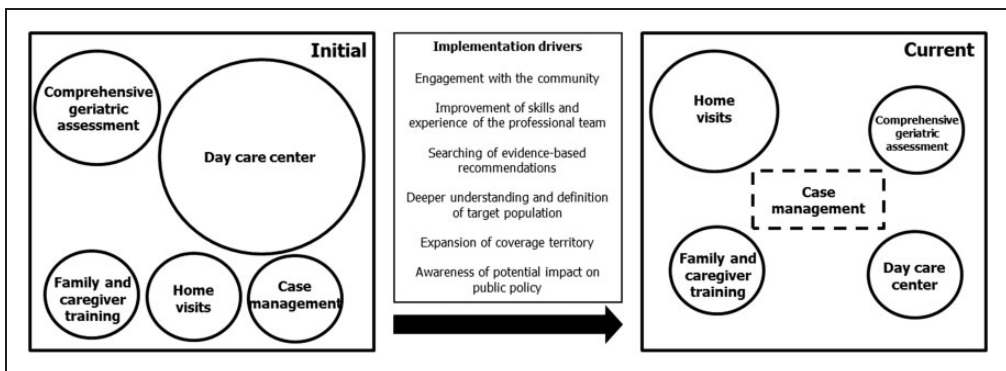 Initial
Comprehensive
geriatric
assessment
Day care center
Family and
caregiver
training
Home
visits
Case
management
Implementation drivers
Engagement with the community
Improvement of skills and
experience of the professional team
Searching of evidence-based
recommendations
Deeper understanding and definition
of target population
Expansion of coverage territory
Awareness of potential impact on
public policy
Current
Home
visits
Comprehensive
geriatric
assessment
Case
management
Family and
caregiver
training
Day care
center